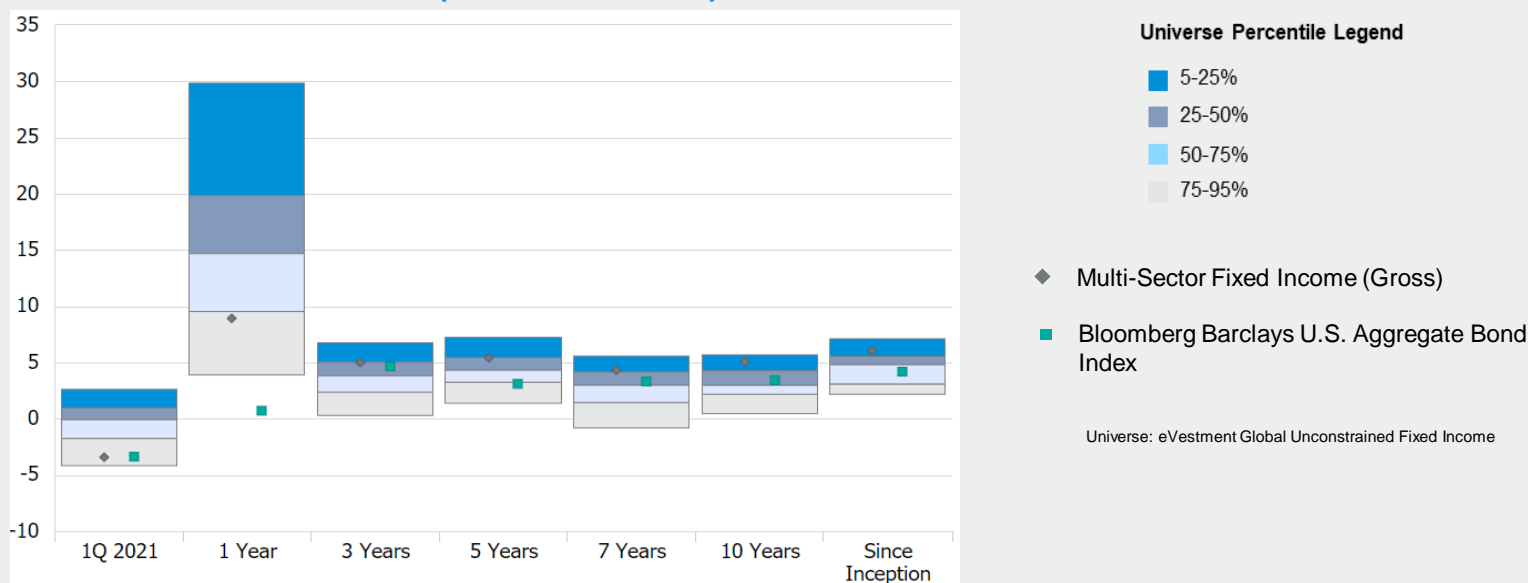 35
30
25
20
15
10
5
0
-5
-10
1Q 2021
1 Year
3 Years
5 Years
7 Years
10 Years
Since
Inception
Universe Percentile Legend
5-25%
25-50%
50-75%
75-95%
Multi-Sector Fixed Income (Gross)
Bloomberg Barclays U.S. Aggregate Bond
Index
Universe: eVestment Global Unconstrained Fixed Income